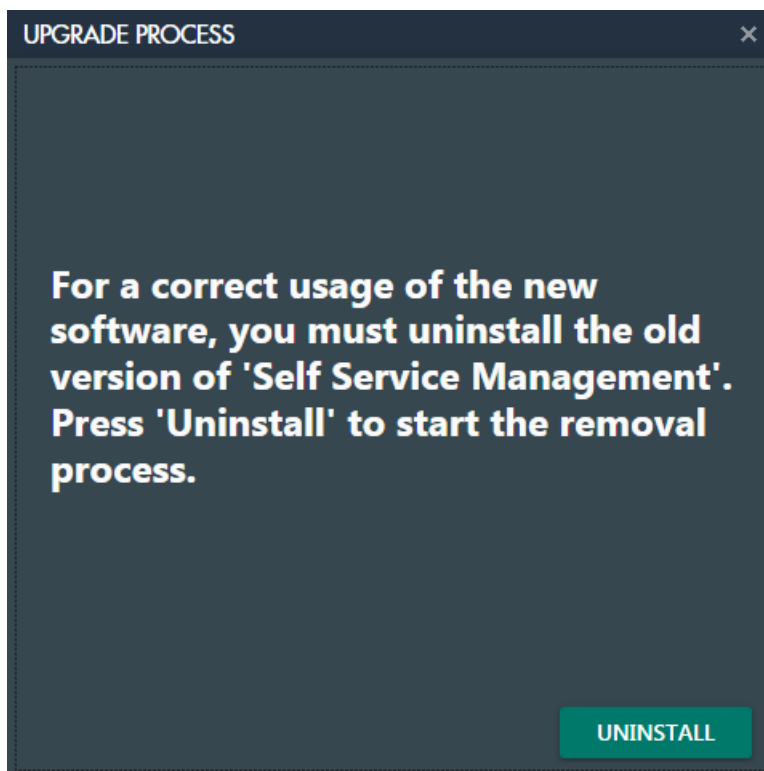 UPGRADE PROCESS
For a correct usage of the new
software, you must uninstall the old
version of 'Self Service Management'.
Press 'Uninstall' to start the removal
process.
UNINSTALL